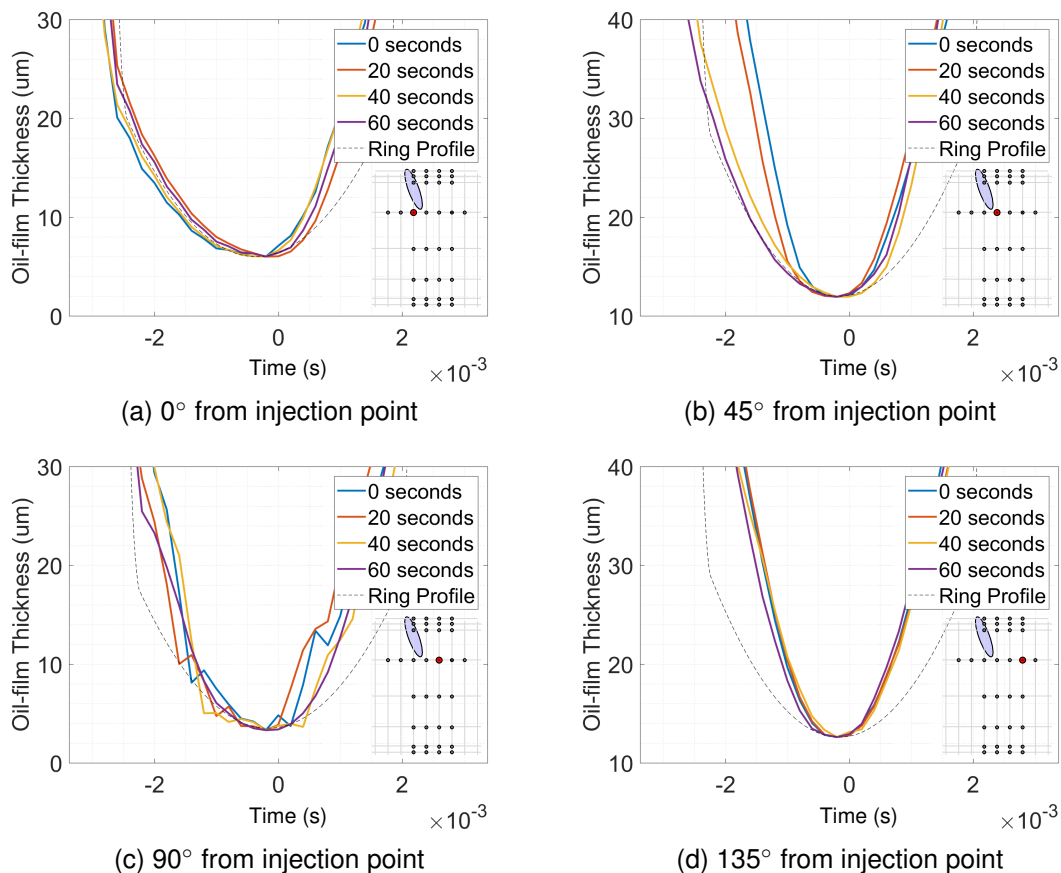 30
20
10
0
Oil-film Thickness (um)
-2 0 2
Time (s)
×10⁻³
0 seconds
20 seconds
40 seconds
60 seconds
Ring Profile
(a) 0° from injection point
40
30
20
10
Oil-film Thickness (um)
-2 0 2
Time (s)
×10⁻³
0 seconds
20 seconds
40 seconds
60 seconds
Ring Profile
(b) 45° from injection point
30
20
10
0
Oil-film Thickness (um)
-2 0 2
Time (s)
×10⁻³
0 seconds
20 seconds
40 seconds
60 seconds
Ring Profile
(c) 90° from injection point
40
30
20
10
Oil-film Thickness (um)
-2 0 2
Time (s)
×10⁻³
0 seconds
20 seconds
40 seconds
60 seconds
Ring Profile
(d) 135° from injection point